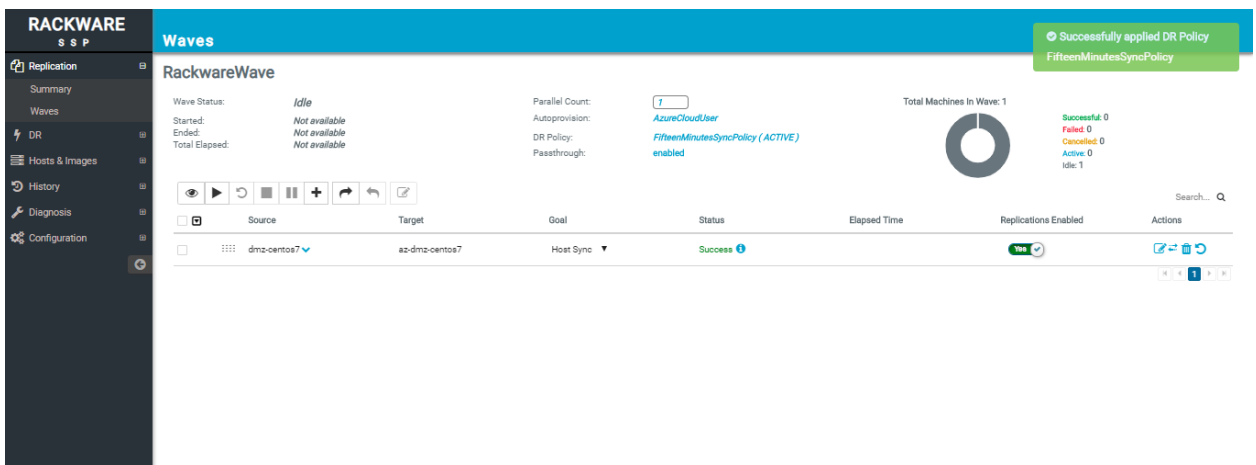 RACKWARE
SSP
Replication
Summary
Waves
DR
Hosts & Images
History
Diagnosis
Configuration
Waves
Successfully applied DR Policy
FifteenMinutesSyncPolicy
RackwareWave
Wave Status: Idle
Started: Not available
Ended: Not available
Total Elapsed: Not available
Parallel Count: 1
Autoprovision: AzureCloudUser
DR Policy: FifteenMinutesSyncPolicy ( ACTIVE )
Passthrough: enabled
Total Machines In Wave: 1
Successful: 0
Failed: 0
Cancelled: 0
Active: 0
Idle: 1
Search...
Source Target Goal Status Elapsed Time Replications Enabled Actions
dmz-centos7 az-dmz-centos7 Host Sync Success Yes
1